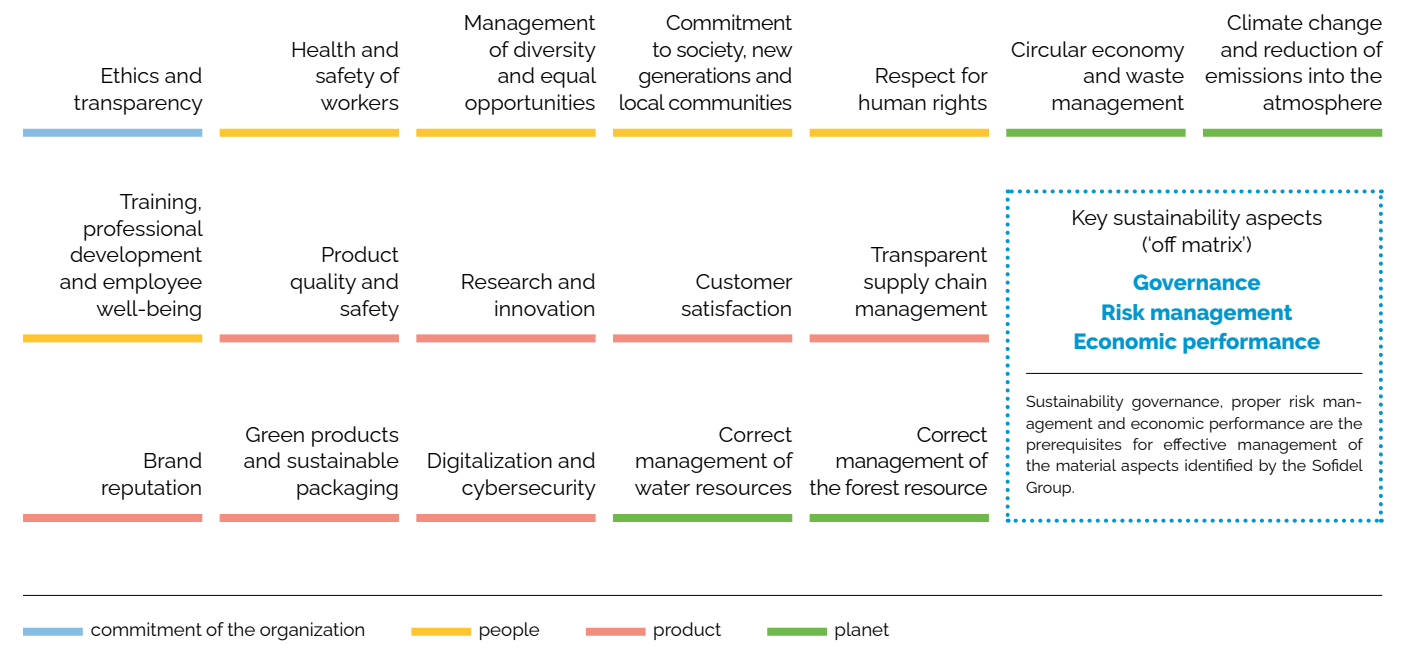 Ethics and
transparency
Health and
safety of
workers
Management
of diversity
and equal
opportunities
Commitment
to society, new
generations and
local communities
Respect for
human rights
Circular economy
and waste
management
Climate change
and reduction of
emissions into the
atmosphere
Training,
professional
development
and employee
well-being
Product
quality and
safety
Research and
innovation
Customer
satisfaction
Transparent
supply chain
management
Key sustainability aspects
(‘off matrix’)
Governance
Risk management
Economic performance
Sustainability governance, proper risk man-
agement and economic performance are the
prerequisites for effective management of
the material aspects identified by the Sofidel
Group.
Brand
reputation
Green products
and sustainable
packaging
Digitalization and
cybersecurity
Correct
management of
water resources
Correct
management of
the forest resource
commitment of the organization
people
product
planet